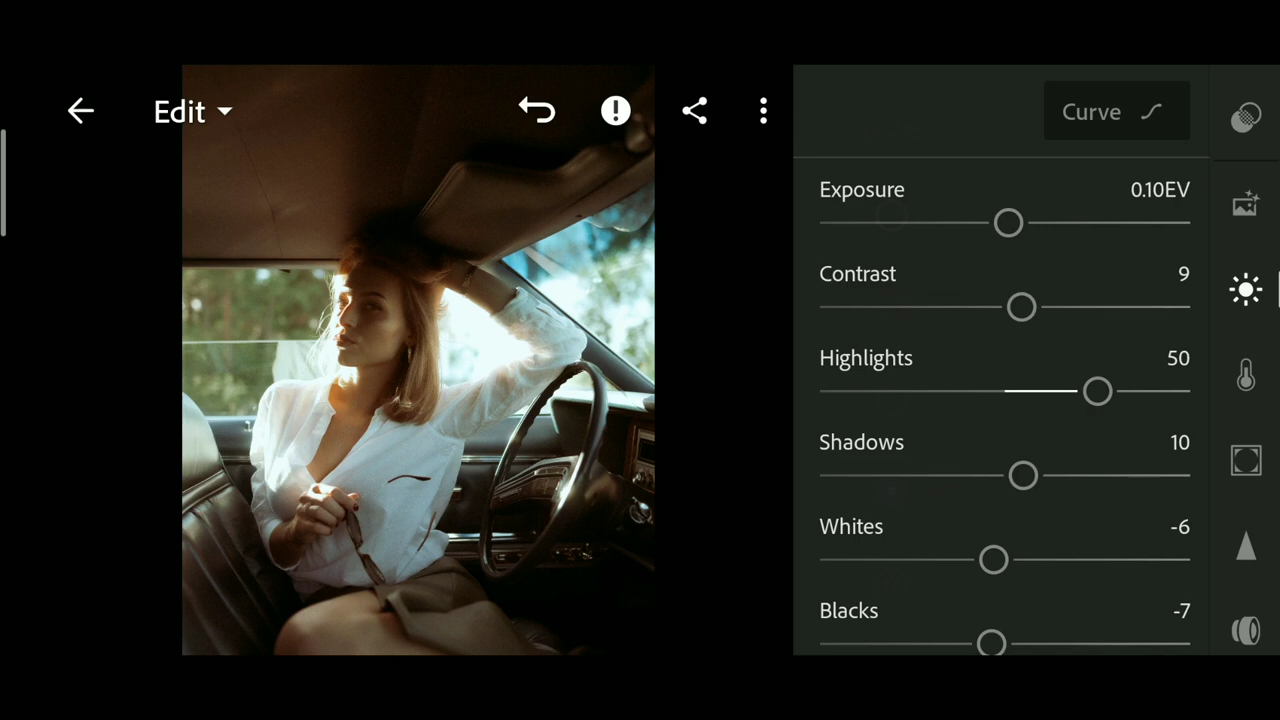 Edit
Curve
Exposure 0.10EV
Contrast 9
Highlights 50
Shadows 10
Whites -6
Blacks -7